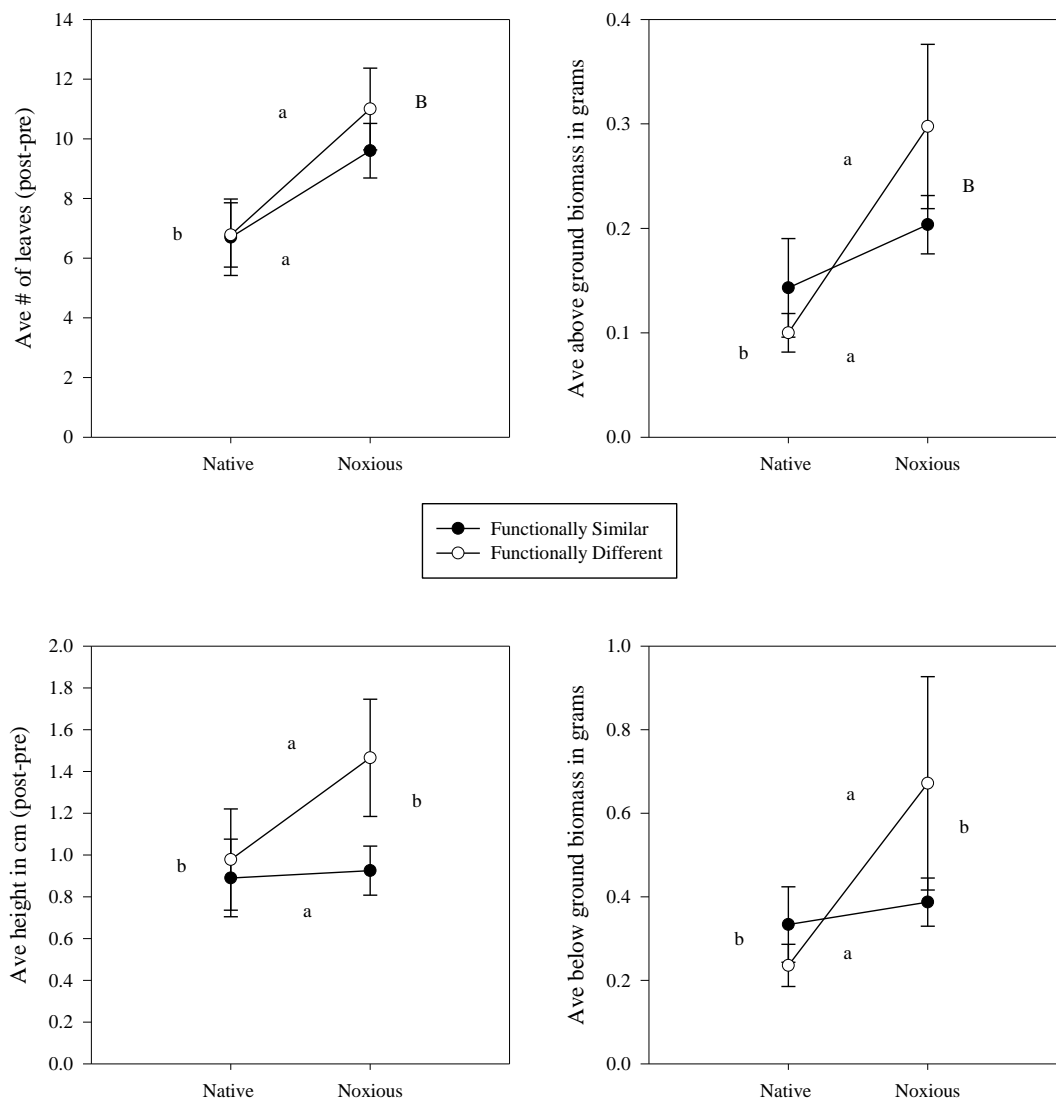 Ave # of leaves (post-pre)
14
12
10
8
6
4
2
0
a
B
b
a
Native
Noxious
Ave above ground biomass in grams
0.4
0.3
0.2
0.1
0.0
a
B
b
a
Native
Noxious
Functionally Similar
Functionally Different
Ave height in cm (post-pre)
2.0
1.8
1.6
1.4
1.2
1.0
0.8
0.6
0.4
0.2
0.0
a
b
b
a
Native
Noxious
Ave below ground biomass in grams
1.0
0.8
0.6
0.4
0.2
0.0
a
b
b
a
Native
Noxious